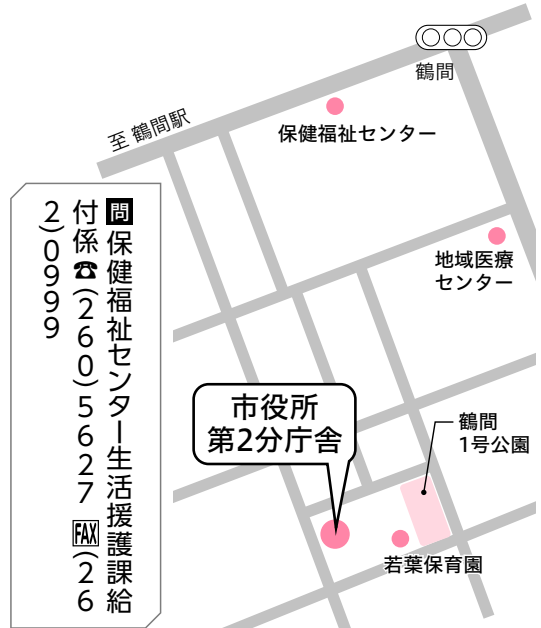 鶴間
至 鶴間駅
保健福祉センター
地域医療
センター
市役所
第2分庁舎
鶴間
1号公園
若葉保育園
問保健福祉センター生活援護課給
付係☎(260)5627 FAX(26
2)0999